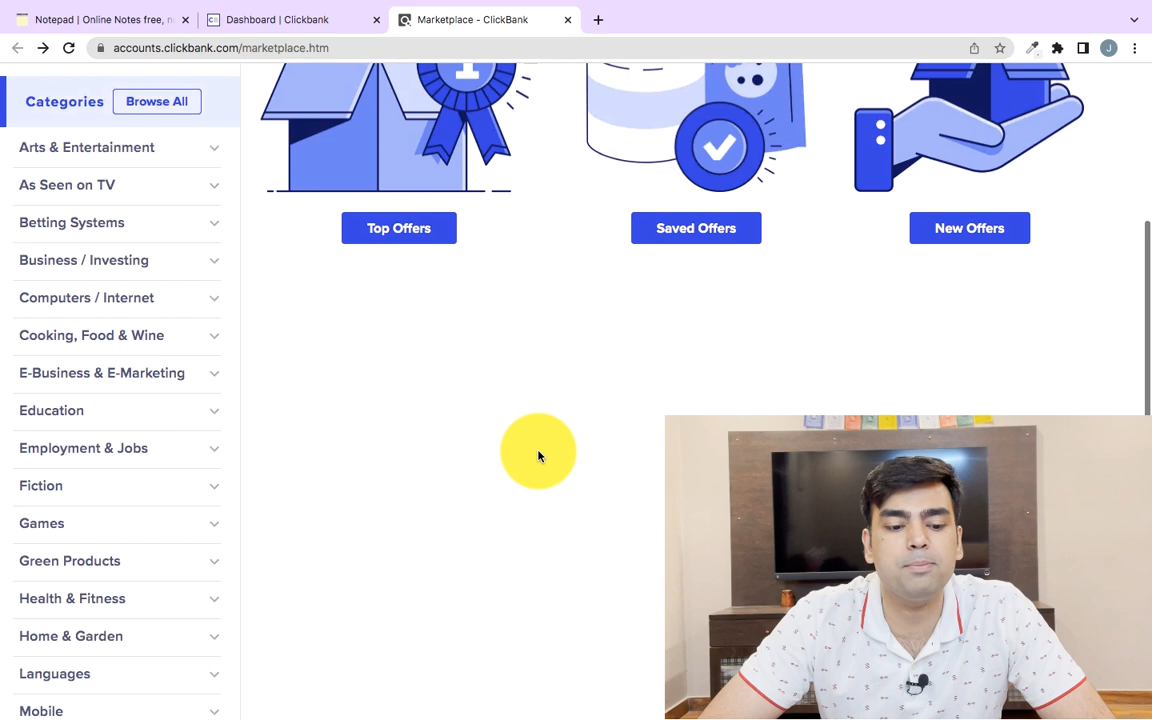 Notepad | Online Notes free, n
Dashboard | Clickbank
Marketplace - ClickBank
accounts.clickbank.com/marketplace.htm
J
Categories
Browse All
1
Arts & Entertainment
As Seen on TV
Betting Systems
Business / Investing
Computers / Internet
Cooking, Food & Wine
E-Business & E-Marketing
Education
Employment & Jobs
Fiction
Games
Green Products
Health & Fitness
Home & Garden
Languages
Mobile
Top Offers
Saved Offers
New Offers